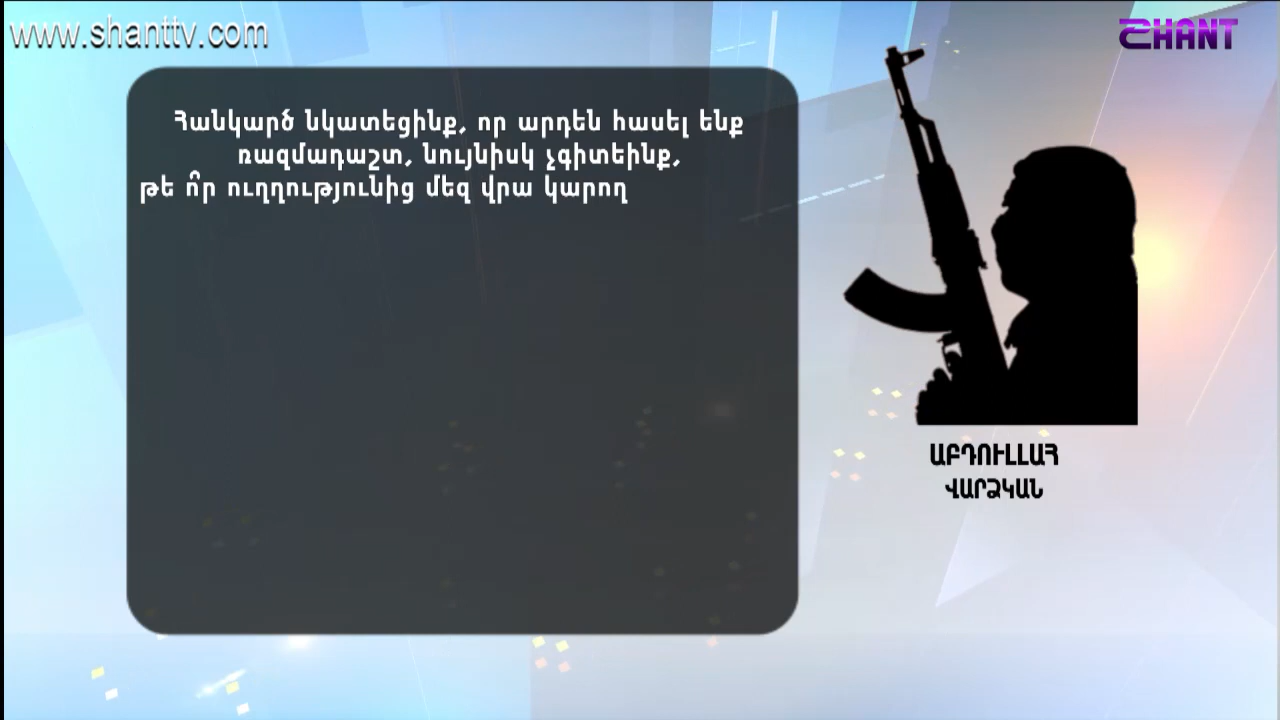 www.shanttv.com
SHANT
Հանկարծ նկատեցինք, որ արդեն հասել ենք
ռազմադաշտ, նույնիսկ չգիտեինք,
թե ո՞ր ուղղությունից մեզ վրա կարող
ԱԲԴՈՒԼԼԱՀ
ՎԱՐՁԿԱՆ